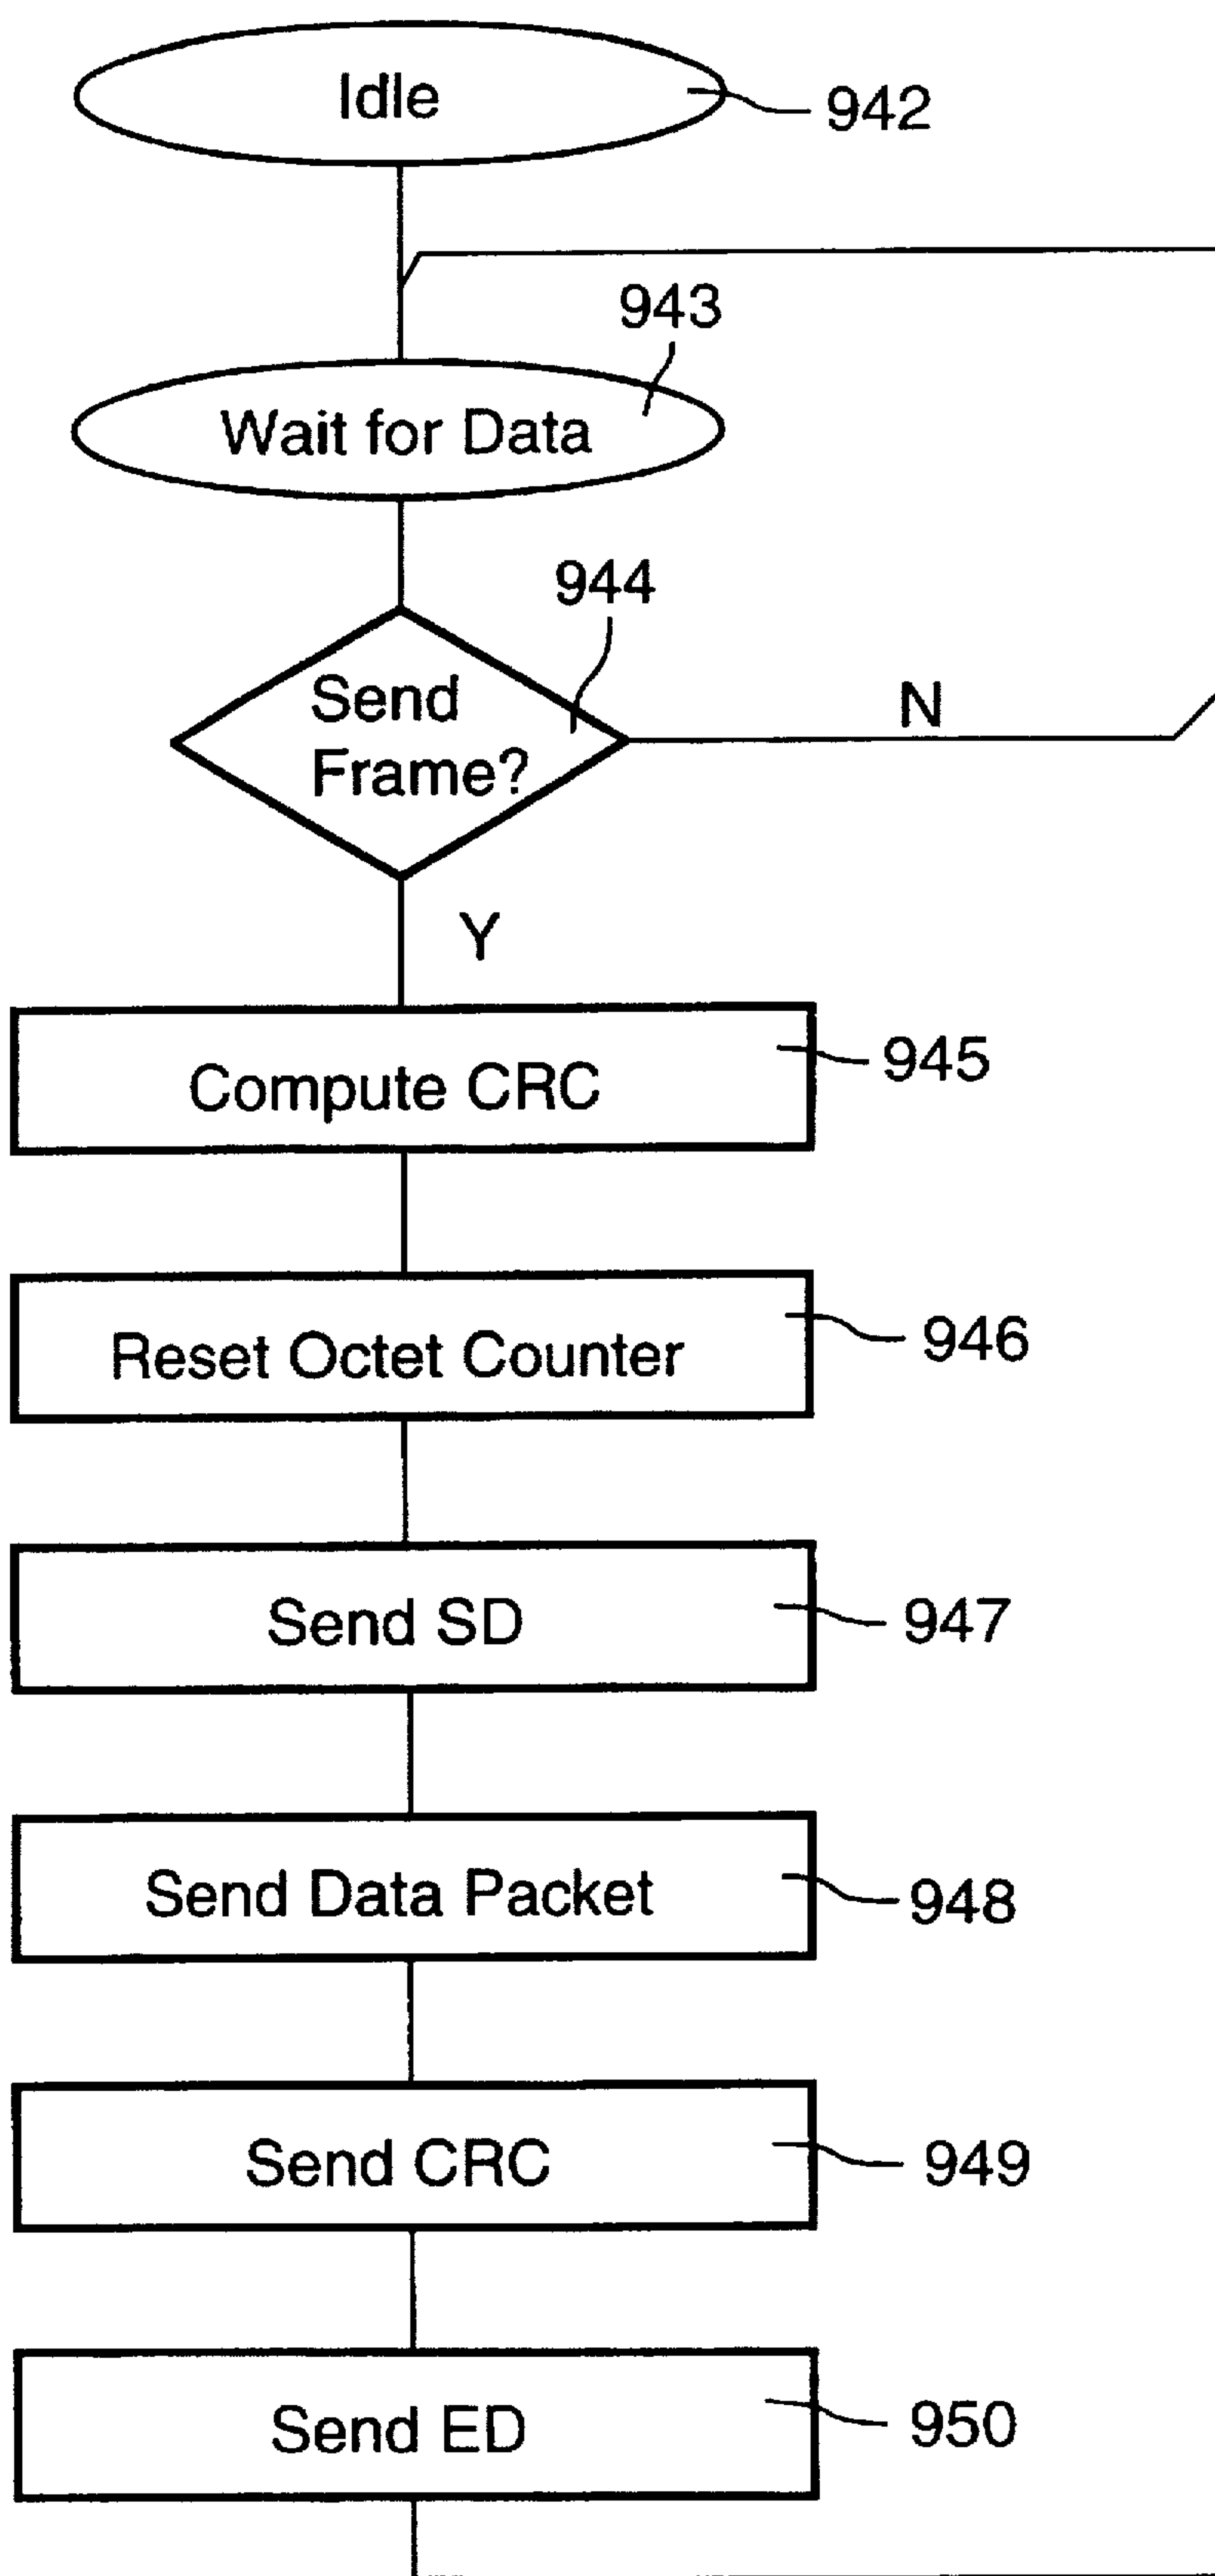 Idle
942
943
Wait for Data
944
Send
Frame?
N
Y
Compute CRC
945
Reset Octet Counter
946
Send SD
947
Send Data Packet
948
Send CRC
949
Send ED
950